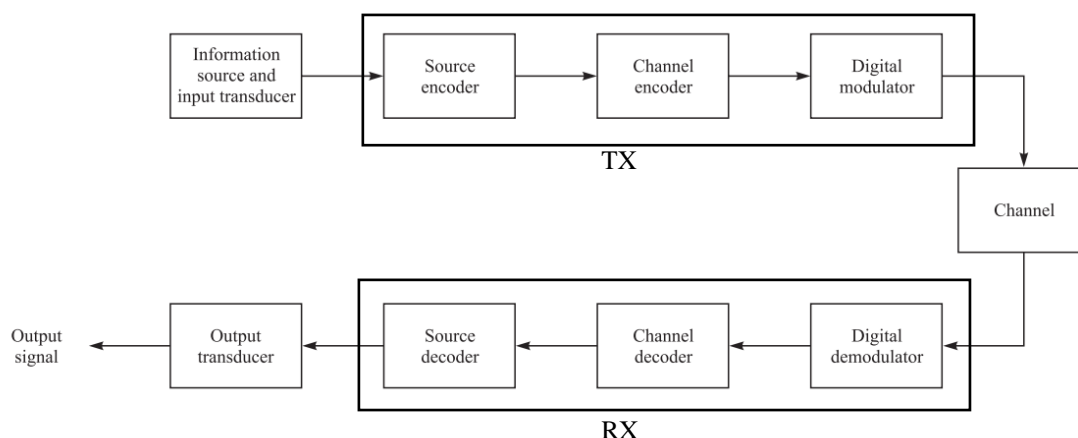 Information
source and
input transducer
Source
encoder
Channel
encoder
Digital
modulator
TX
Channel
Output
signal
Output
transducer
Source
decoder
Channel
decoder
Digital
demodulator
RX